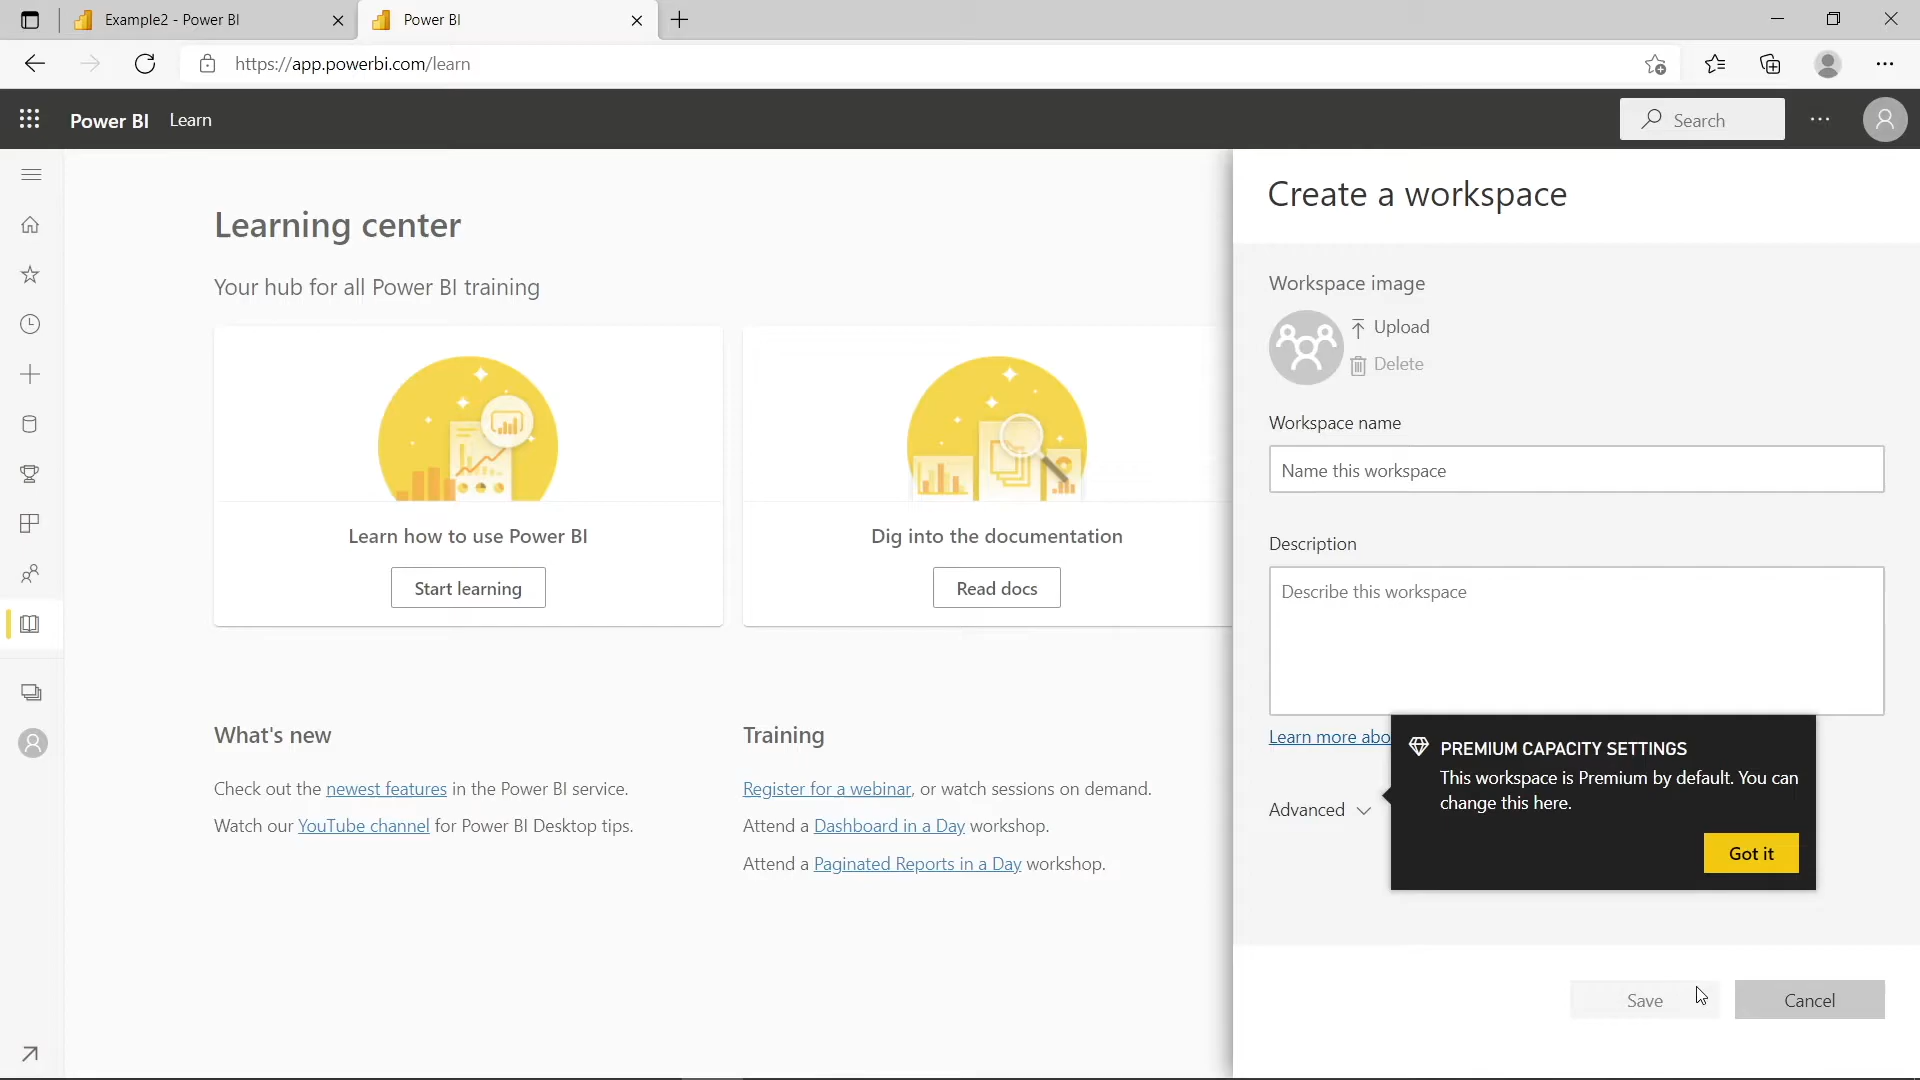 Example2 - Power BI
Power BI
https://app.powerbi.com/learn
Power BI Learn
Search
Learning center
Your hub for all Power BI training
Learn how to use Power BI
Start learning
Dig into the documentation
Read docs
What's new
Check out the newest features in the Power BI service.
Watch our YouTube channel for Power BI Desktop tips.
Training
Register for a webinar, or watch sessions on demand.
Attend a Dashboard in a Day workshop.
Attend a Paginated Reports in a Day workshop.
Create a workspace
Workspace image
Upload
Delete
Workspace name
Name this workspace
Description
Describe this workspace
Learn more abo
PREMIUM CAPACITY SETTINGS
This workspace is Premium by default. You can
change this here.
Got it
Advanced
Save
Cancel